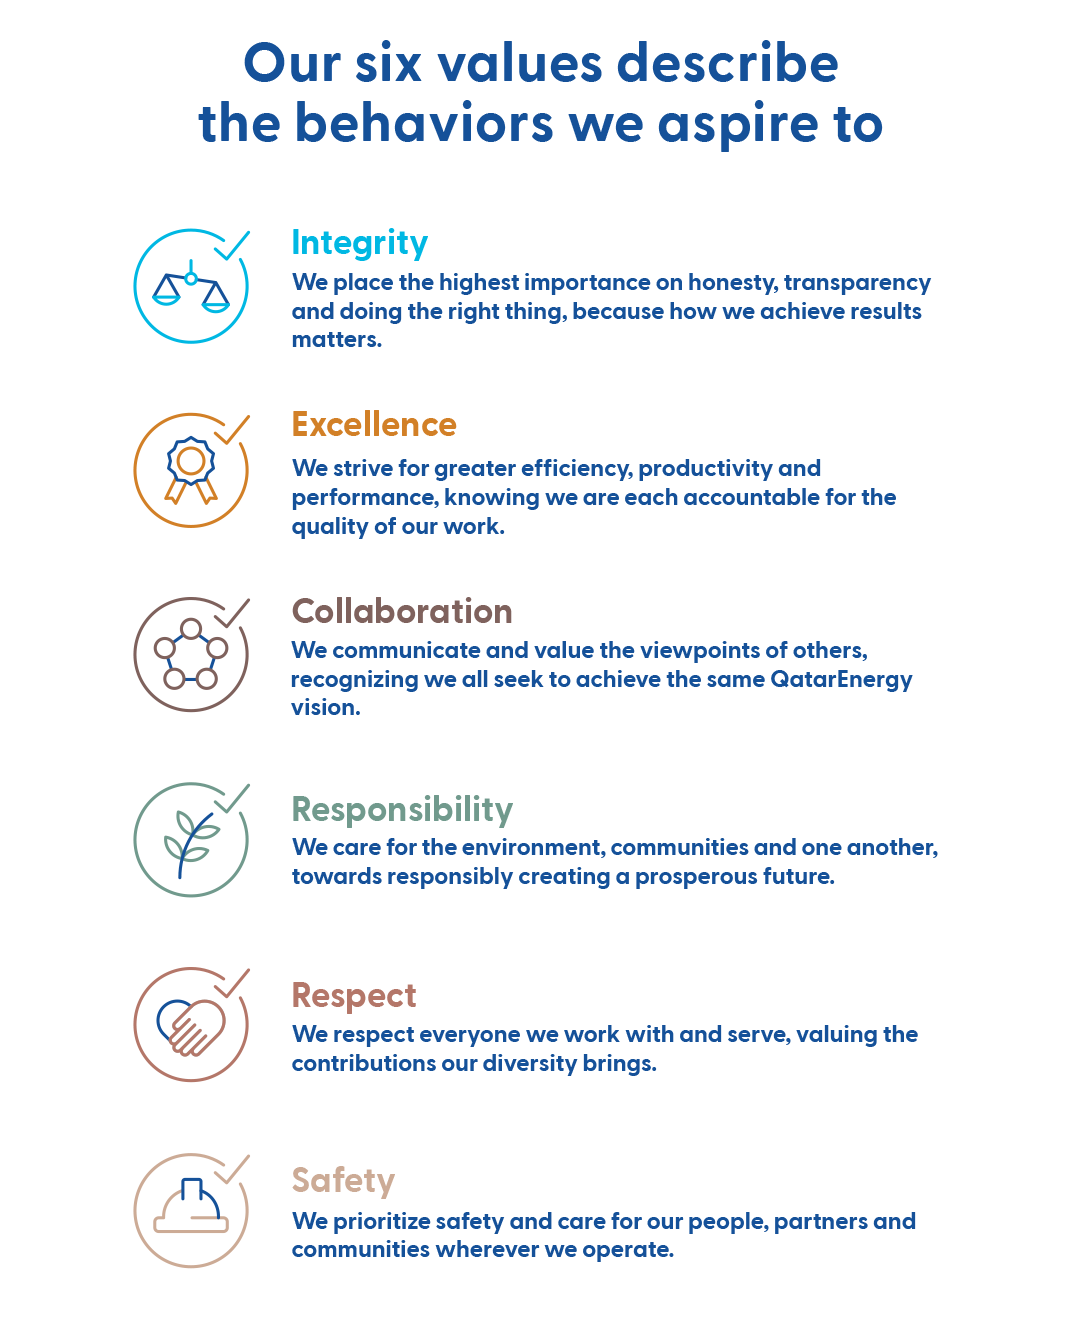 Our six values describe
the behaviors we aspire to
Integrity
We place the highest importance on honesty, transparency
and doing the right thing, because how we achieve results
matters.
Excellence
We strive for greater efficiency, productivity and
performance, knowing we are each accountable for the
quality of our work.
Collaboration
We communicate and value the viewpoints of others,
recognizing we all seek to achieve the same QatarEnergy
vision.
Responsibility
We care for the environment, communities and one another,
towards responsibly creating a prosperous future.
Respect
We respect everyone we work with and serve, valuing the
contributions our diversity brings.
Safety
We prioritize safety and care for our people, partners and
communities wherever we operate.